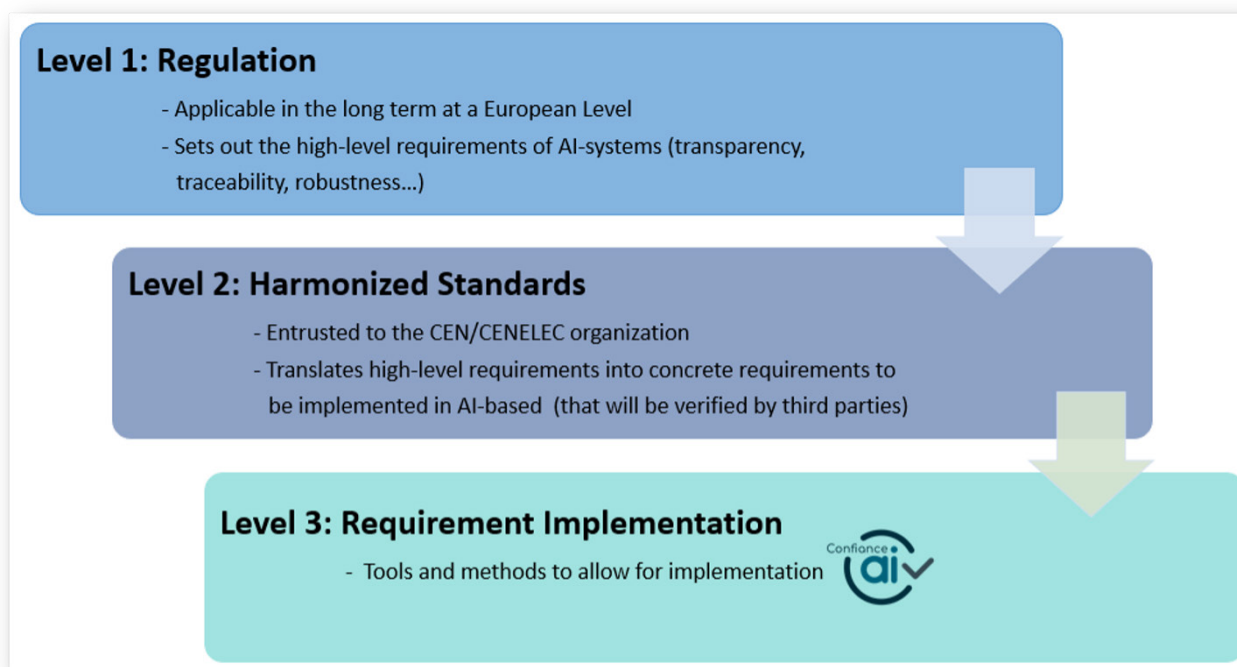 Level 1: Regulation
- Applicable in the long term at a European Level
- Sets out the high-level requirements of AI-systems (transparency,
traceability, robustness...)
Level 2: Harmonized Standards
- Entrusted to the CEN/CENELEC organization
- Translates high-level requirements into concrete requirements to
be implemented in AI-based  (that will be verified by third parties)
Level 3: Requirement Implementation
- Tools and methods to allow for implementation
Confiance
ai